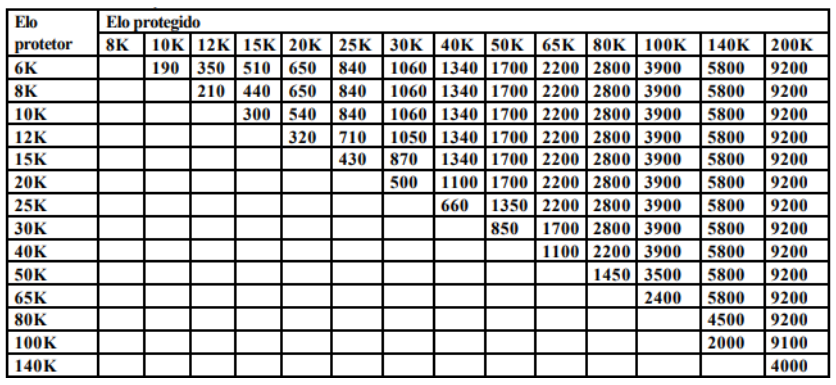 Elo Elo protegido
protetor 8K 10K 12K 15K 20K 25K 30K 40K 50K 65K 80K 100K 140K 200K
6K 190 350 510 650 840 1060 1340 1700 2200 2800 3900 5800 9200
8K 210 440 650 840 1060 1340 1700 2200 2800 3900 5800 9200
10K 300 540 840 1060 1340 1700 2200 2800 3900 5800 9200
12K 320 710 1050 1340 1700 2200 2800 3900 5800 9200
15K 430 870 1340 1700 2200 2800 3900 5800 9200
20K 500 1100 1700 2200 2800 3900 5800 9200
25K 660 1350 2200 2800 3900 5800 9200
30K 850 1700 2800 3900 5800 9200
40K 1100 2200 3900 5800 9200
50K 1450 3500 5800 9200
65K 2400 5800 9200
80K 4500 9200
100K 2000 9100
140K 4000